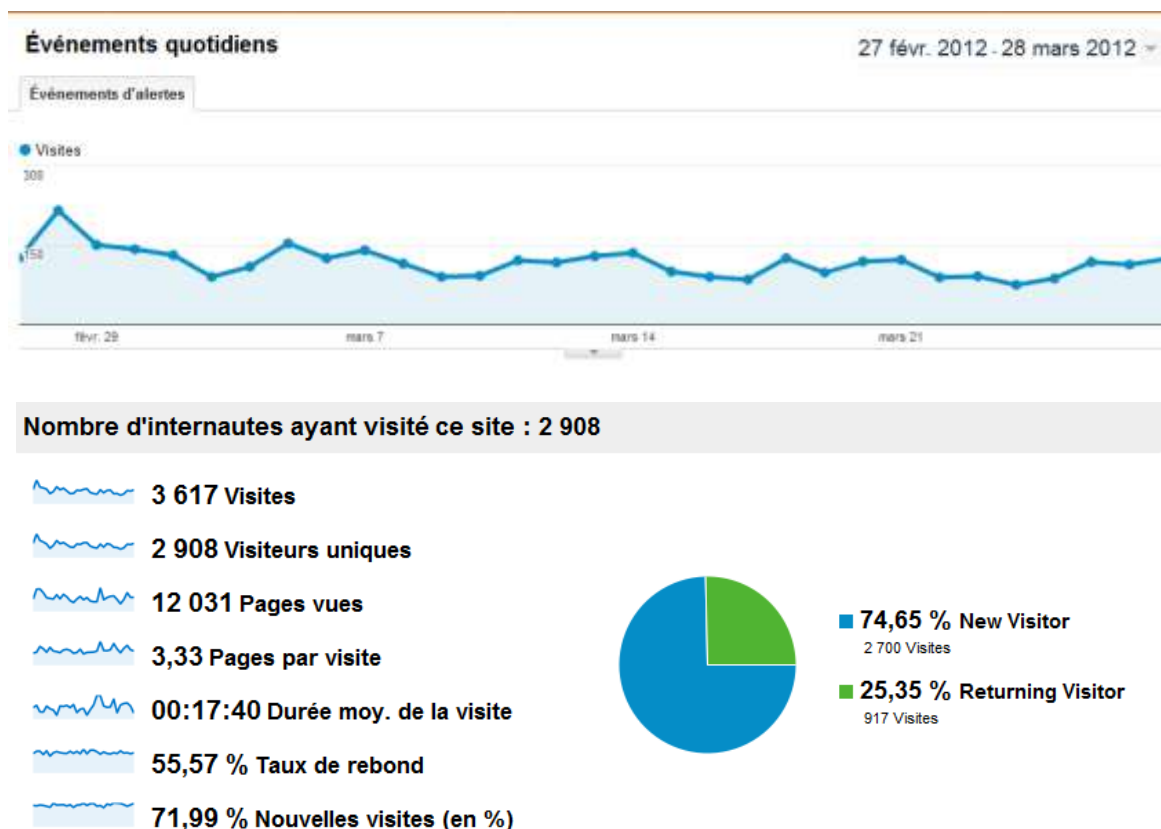 Événements quotidiens
27 févr. 2012 - 28 mars 2012
Événements d'alertes
Visites
300
150
févr. 29
mars 7
mars 14
mars 21
Nombre d'internautes ayant visité ce site : 2 908
3 617 Visites
2 908 Visiteurs uniques
12 031 Pages vues
3,33 Pages par visite
00:17:40 Durée moy. de la visite
55,57 % Taux de rebond
71,99 % Nouvelles visites (en %)
74,65 % New Visitor
2 700 Visites
25,35 % Returning Visitor
917 Visites